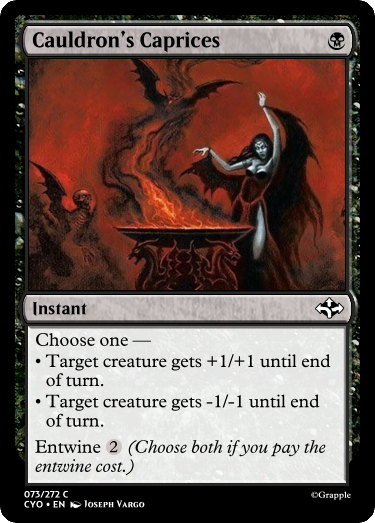 Cauldron's Caprices
Instant
Choose one —
• Target creature gets +1/+1 until end
of turn.
• Target creature gets -1/-1 until end
of turn.
Entwine 2 (Choose both if you pay the
entwine cost.)
073/272 C
CYO • EN Joseph Vargo
©Grapple